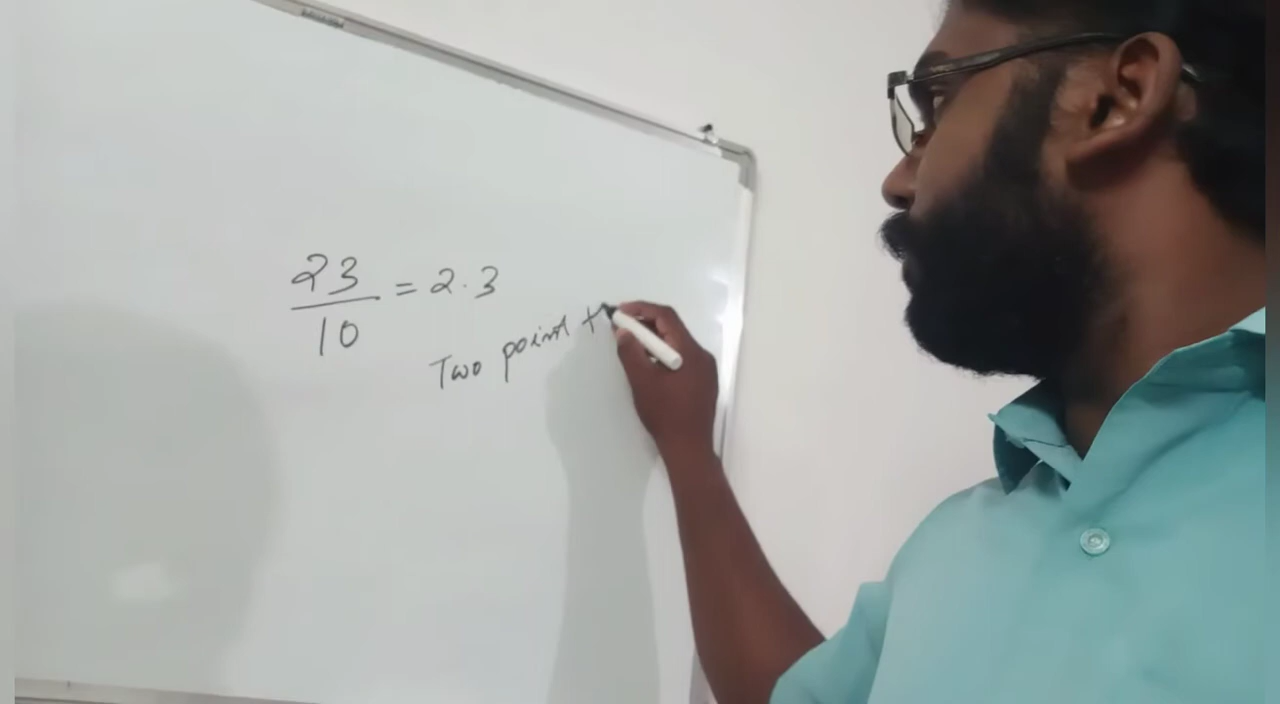 23/10 = 2.3
Two point t